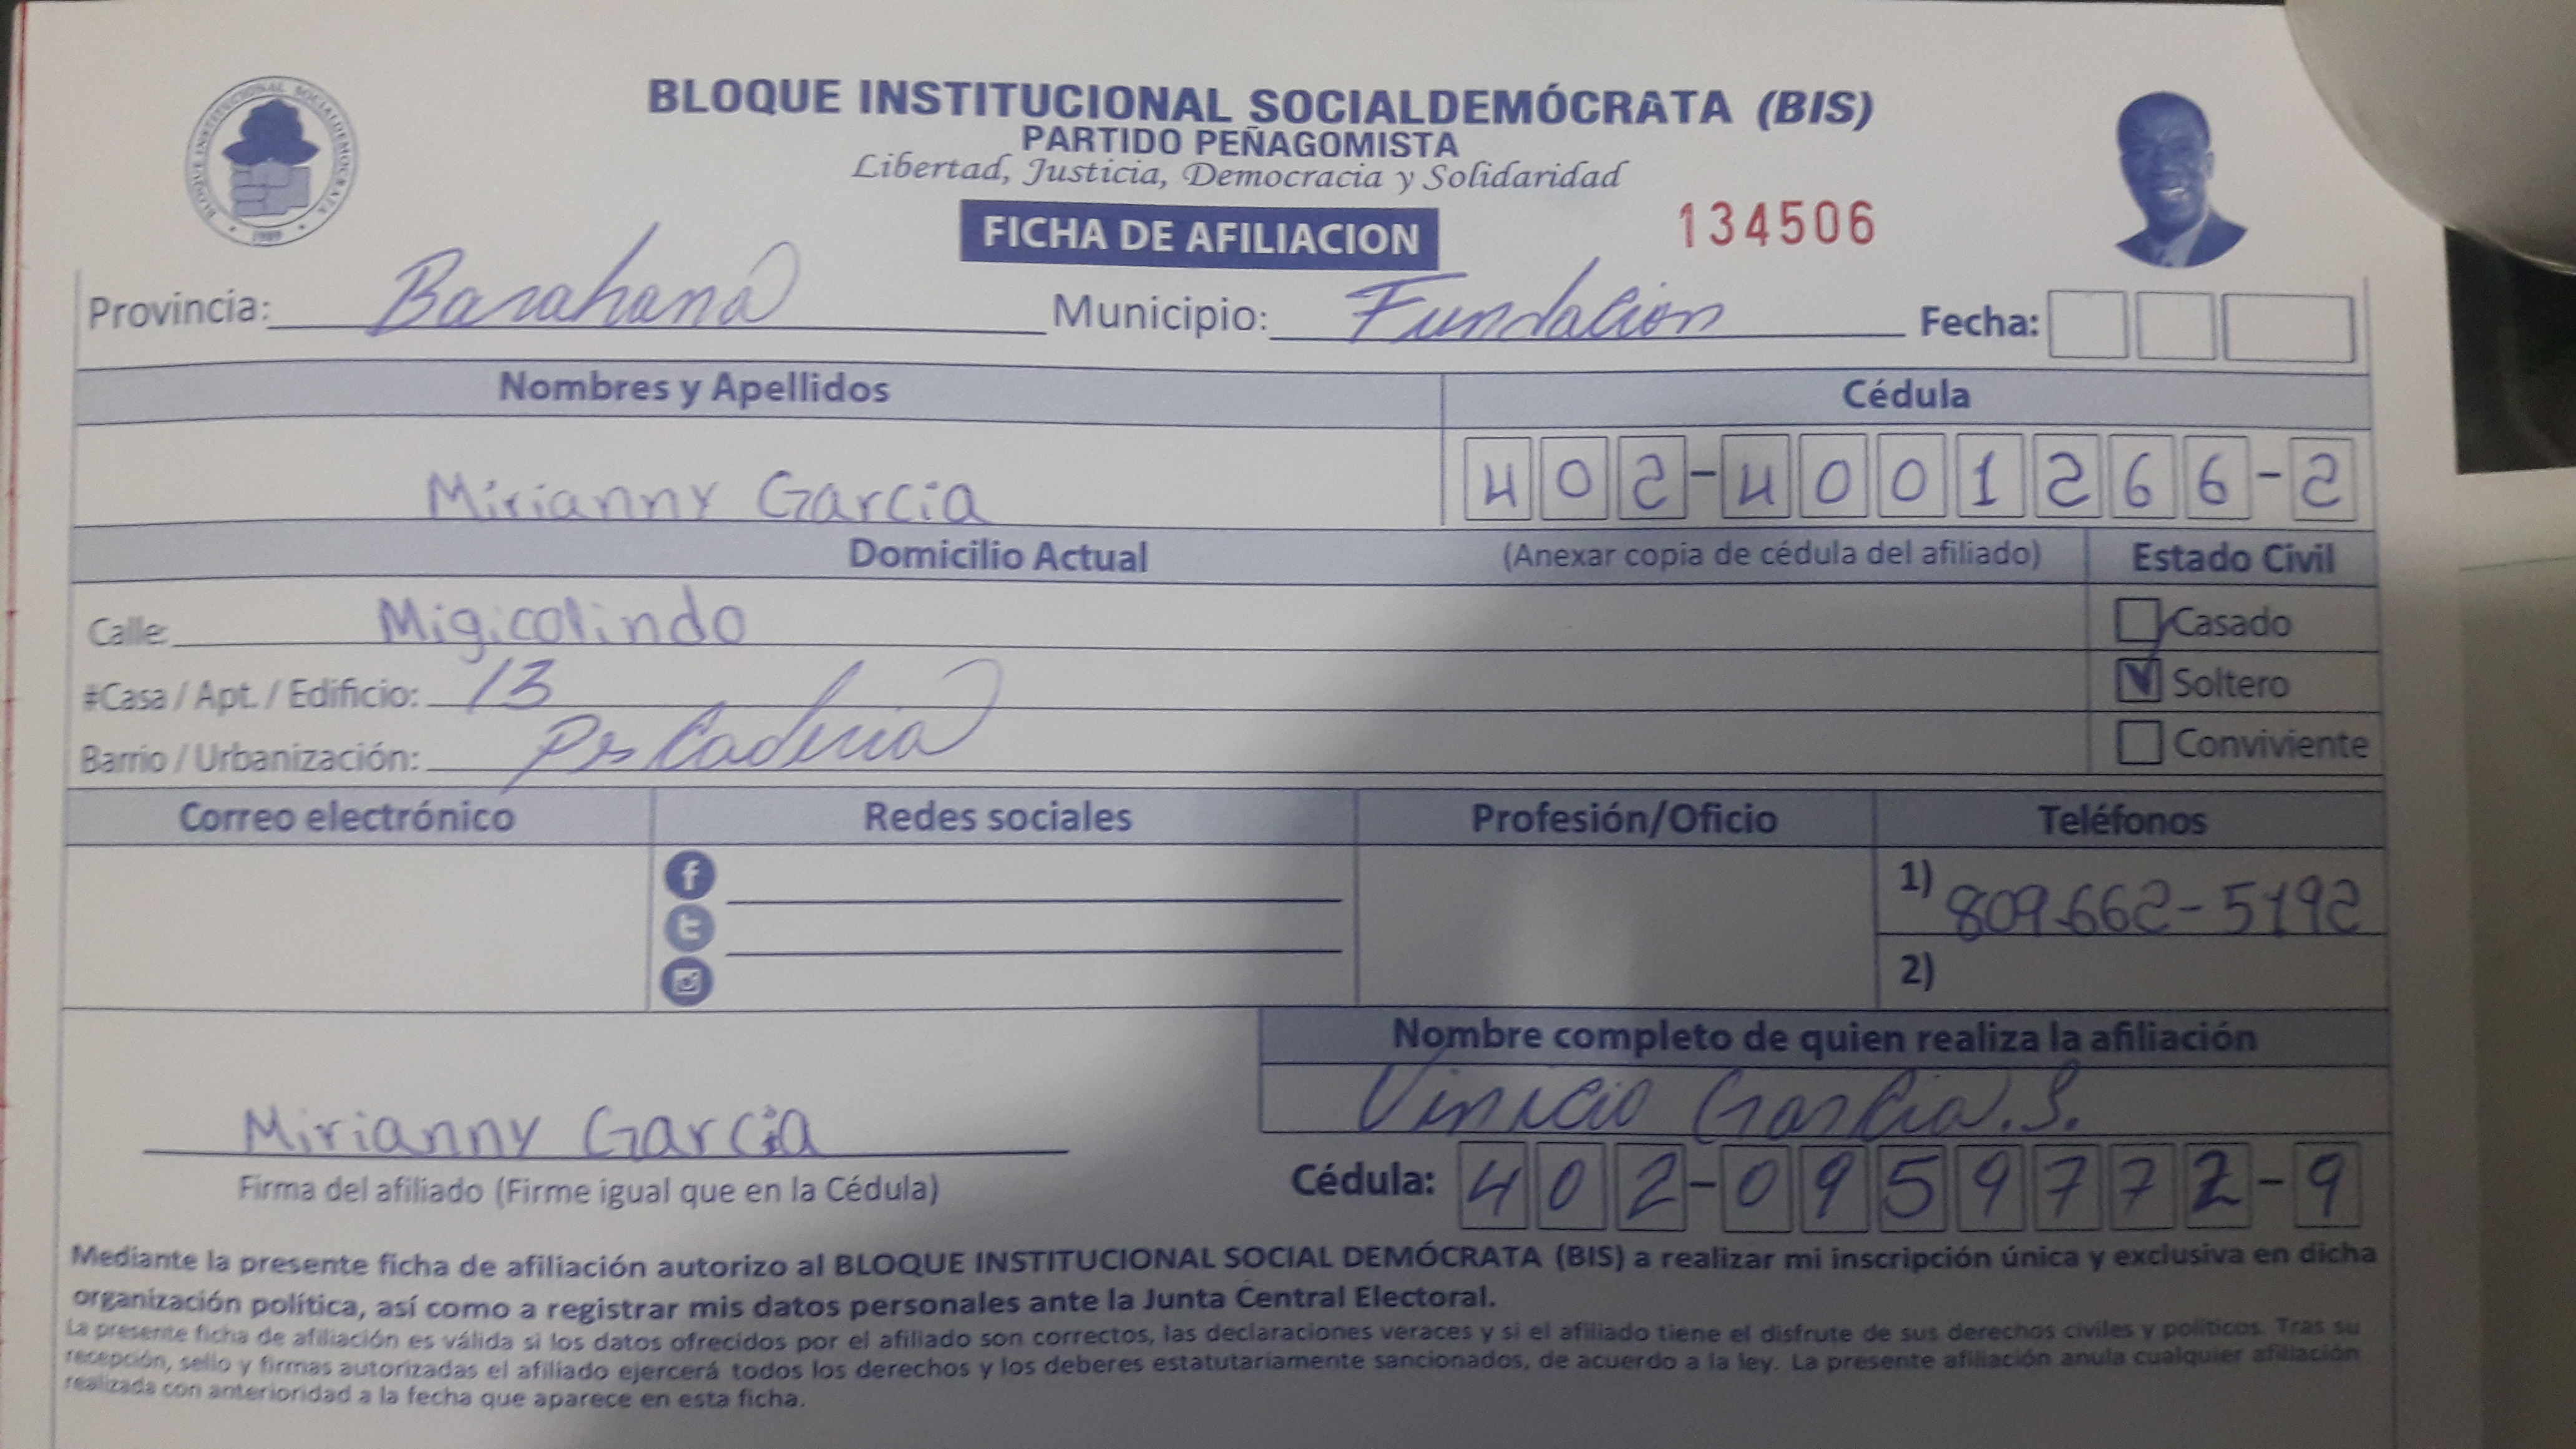 BLOQUE INSTITUCIONAL SOCIALDEMOCRATA
1989
BLOQUE INSTITUCIONAL SOCIALDEMÓCRATA (BIS)
PARTIDO PEÑAGOMISTA
Libertad, Justicia, Democracia y Solidaridad
FICHA DE AFILIACION 134506
Provincia: Barahona Municipio: Fundacion Fecha:
Nombres y Apellidos Cédula
Mirianny Garcia 402-4001266-2
Domicilio Actual (Anexar copia de cédula del afiliado) Estado Civil
Calle: Migicolindo Casado
#Casa / Apt. / Edificio: 13 Soltero
Barrio / Urbanización: Pescaderia Conviviente
Correo electrónico Redes sociales Profesión/Oficio Teléfonos
1) 809-662-5192
2)
Nombre completo de quien realiza la afiliación
Vinicio Garcia. S.
Mirianny Garcia
Firma del afiliado (Firme igual que en la Cédula) Cédula: 402-0959772-9
Mediante la presente ficha de afiliación autorizo al BLOQUE INSTITUCIONAL SOCIAL DEMÓCRATA (BIS) a realizar mi inscripción única y exclusiva en dicha
organización política, así como a registrar mis datos personales ante la Junta Central Electoral.
La presente ficha de afiliación es válida si los datos ofrecidos por el afiliado son correctos, las declaraciones veraces y si el afiliado tiene el disfrute de sus derechos civiles y políticos. Tras su
recepción, sello y firmas autorizadas el afiliado ejercerá todos los derechos y los deberes estatutariamente sancionados, de acuerdo a la ley. La presente afiliación anula cualquier afiliación
realizada con anterioridad a la fecha que aparece en esta ficha.